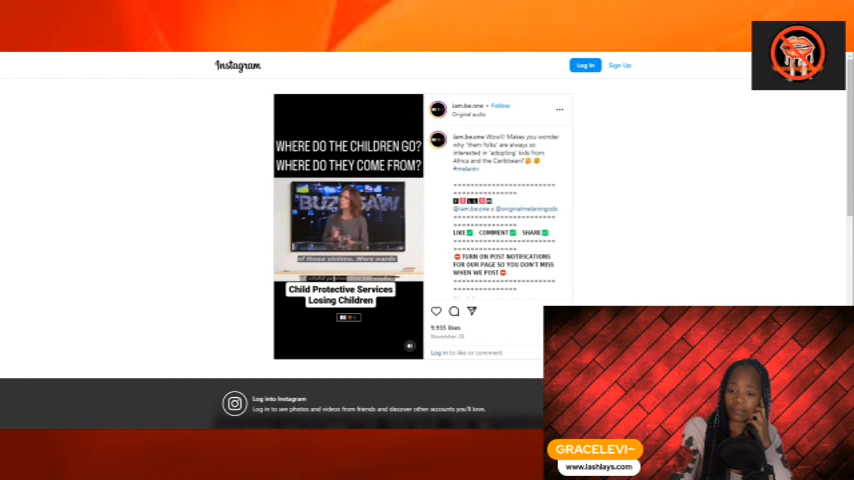 Instagram
Log In
Sign Up
WHERE DO THE CHILDREN GO?
WHERE DO THEY COME FROM?
BUZZSAW
of those victims. Were wards
Child Protective Services
Losing Children
iam.be.one • Follow
Original audio
iam.be.one Wow!! Makes you wonder
why 'them folks' are always so
interested in 'adopting' kids from
Africa and the Caribbean?🤔🤨
#melanin
==========================
==========================
@iam.be.one x @originalmelaningods
==========================
LIKE✅ COMMENT✅ SHARE✅
==========================
⛔TURN ON POST NOTIFICATIONS
FOR OUR PAGE SO YOU DON'T MISS
WHEN WE POST⛔
==========================
9,935 likes
November 28
Log in to like or comment.
Log into Instagram
Log in to see photos and videos from friends and discover other accounts you'll love.
GRACELEVI~
www.lashlays.com